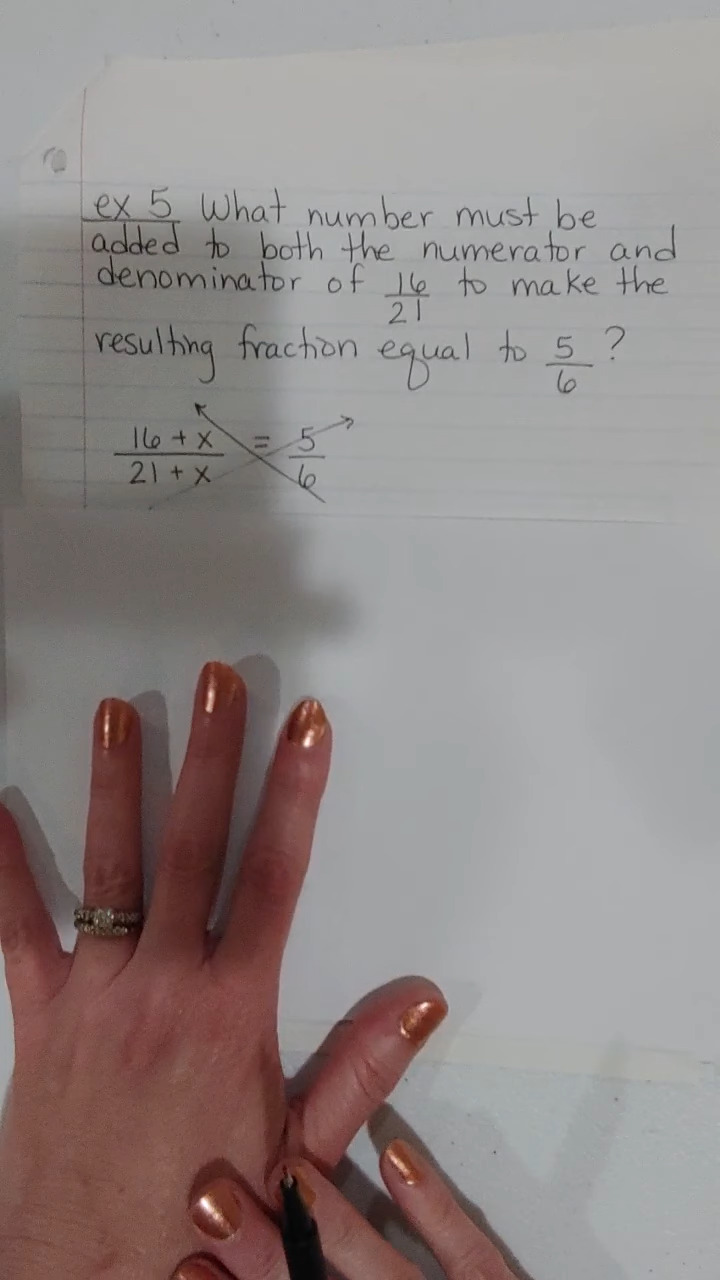 ex 5 What number must be
added to both the numerator and
denominator of 16/21 to make the
resulting fraction equal to 5/6 ?
16 + x / 21 + x = 5/6